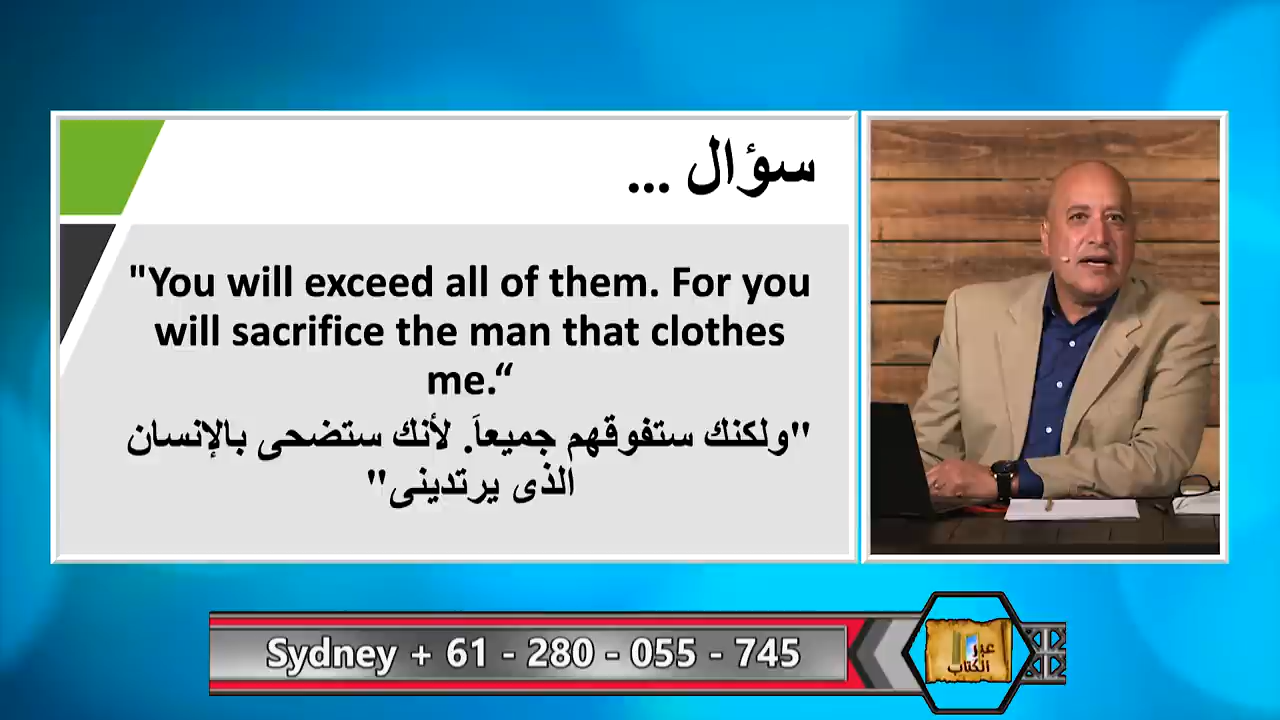 سؤال ...
"You will exceed all of them. For you
will sacrifice the man that clothes
me.“
"ولكنك ستفوقهم جميعاَ. لأنك ستضحى بالإنسان
الذى يرتدينى"
Sydney + 61 - 280 - 055 - 745
عبر
الكتاب